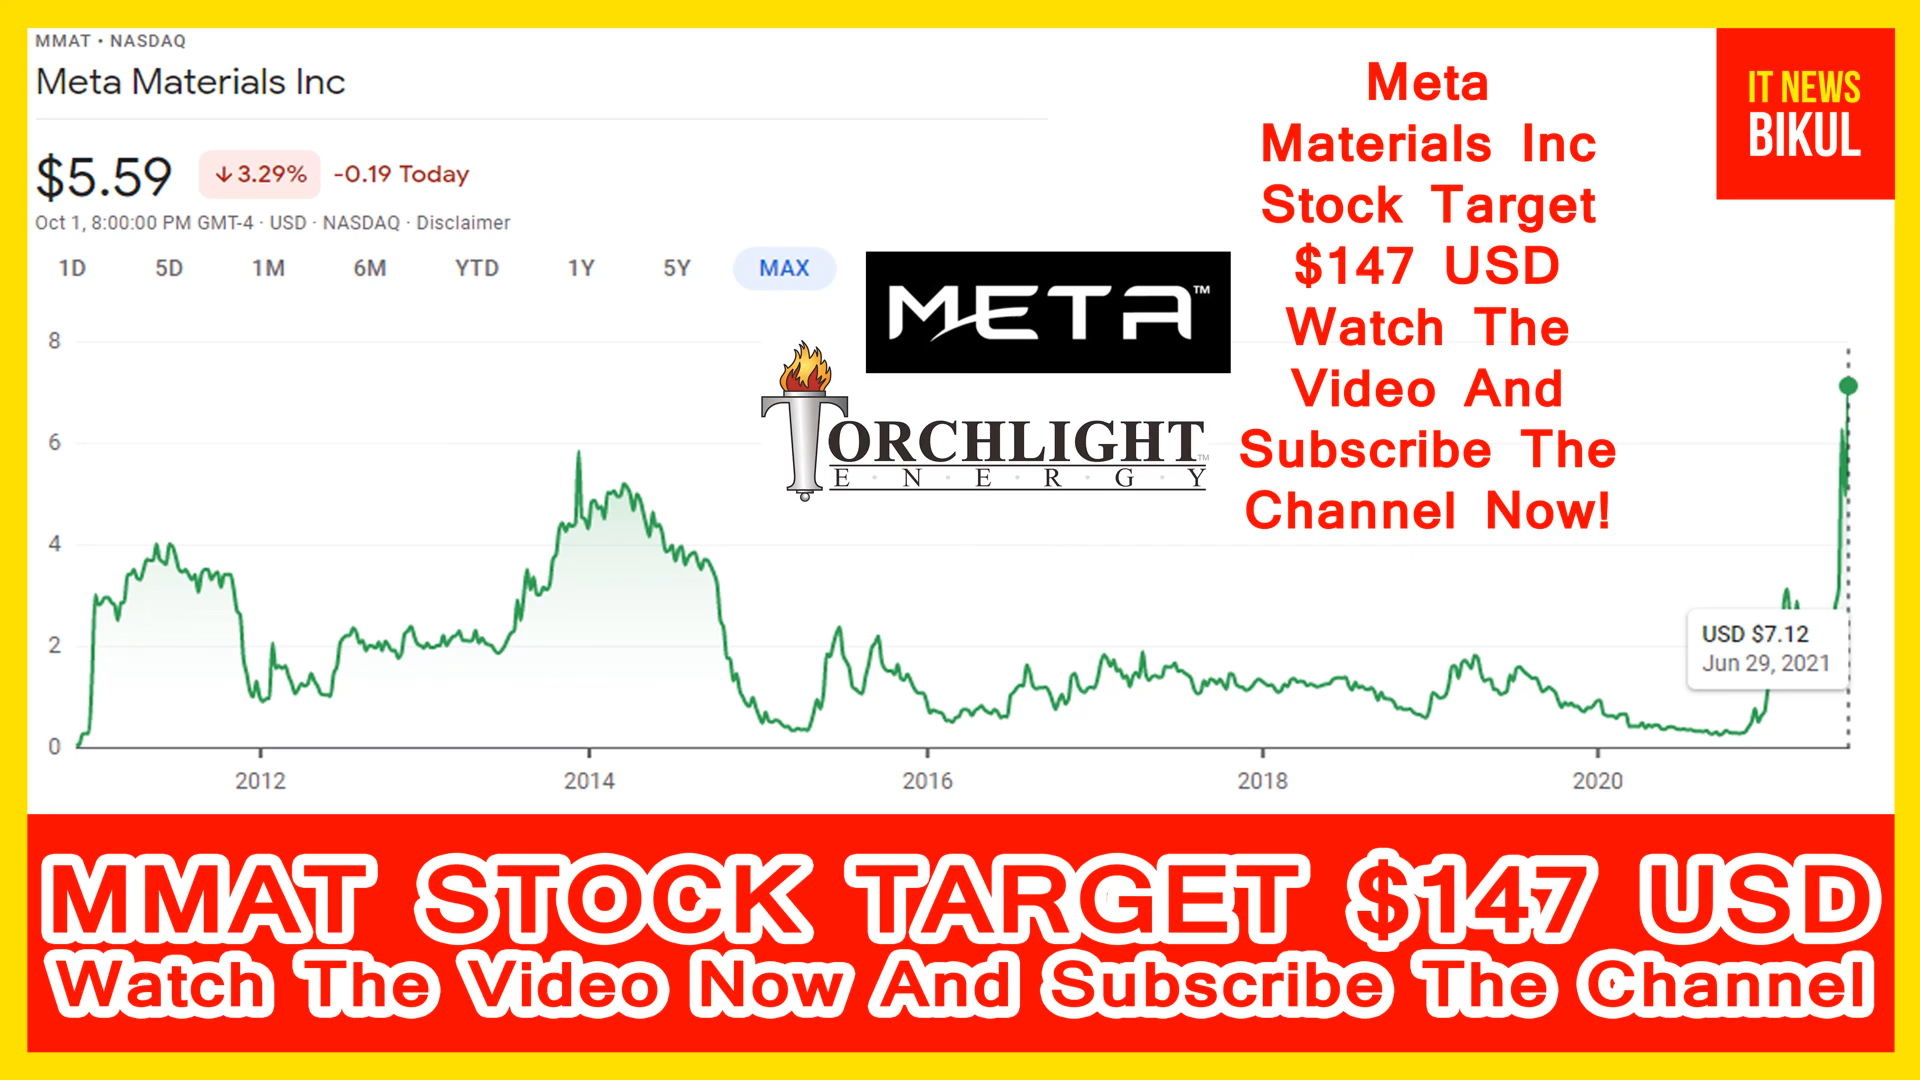 MMAT • NASDAQ
Meta Materials Inc
$5.59 ↓3.29% -0.19 Today
Oct 1, 8:00:00 PM GMT-4 · USD · NASDAQ · Disclaimer
1D 5D 1M 6M YTD 1Y 5Y MAX
META™
TORCHLIGHT™
E·N·E·R·G·Y
Meta
Materials Inc
Stock Target
$147 USD
Watch The
Video And
Subscribe The
Channel Now!
IT NEWS
BIKUL
8
6
4
2
0
USD $7.12
Jun 29, 2021
2012 2014 2016 2018 2020
MMAT STOCK TARGET $147 USD
Watch The Video Now And Subscribe The Channel